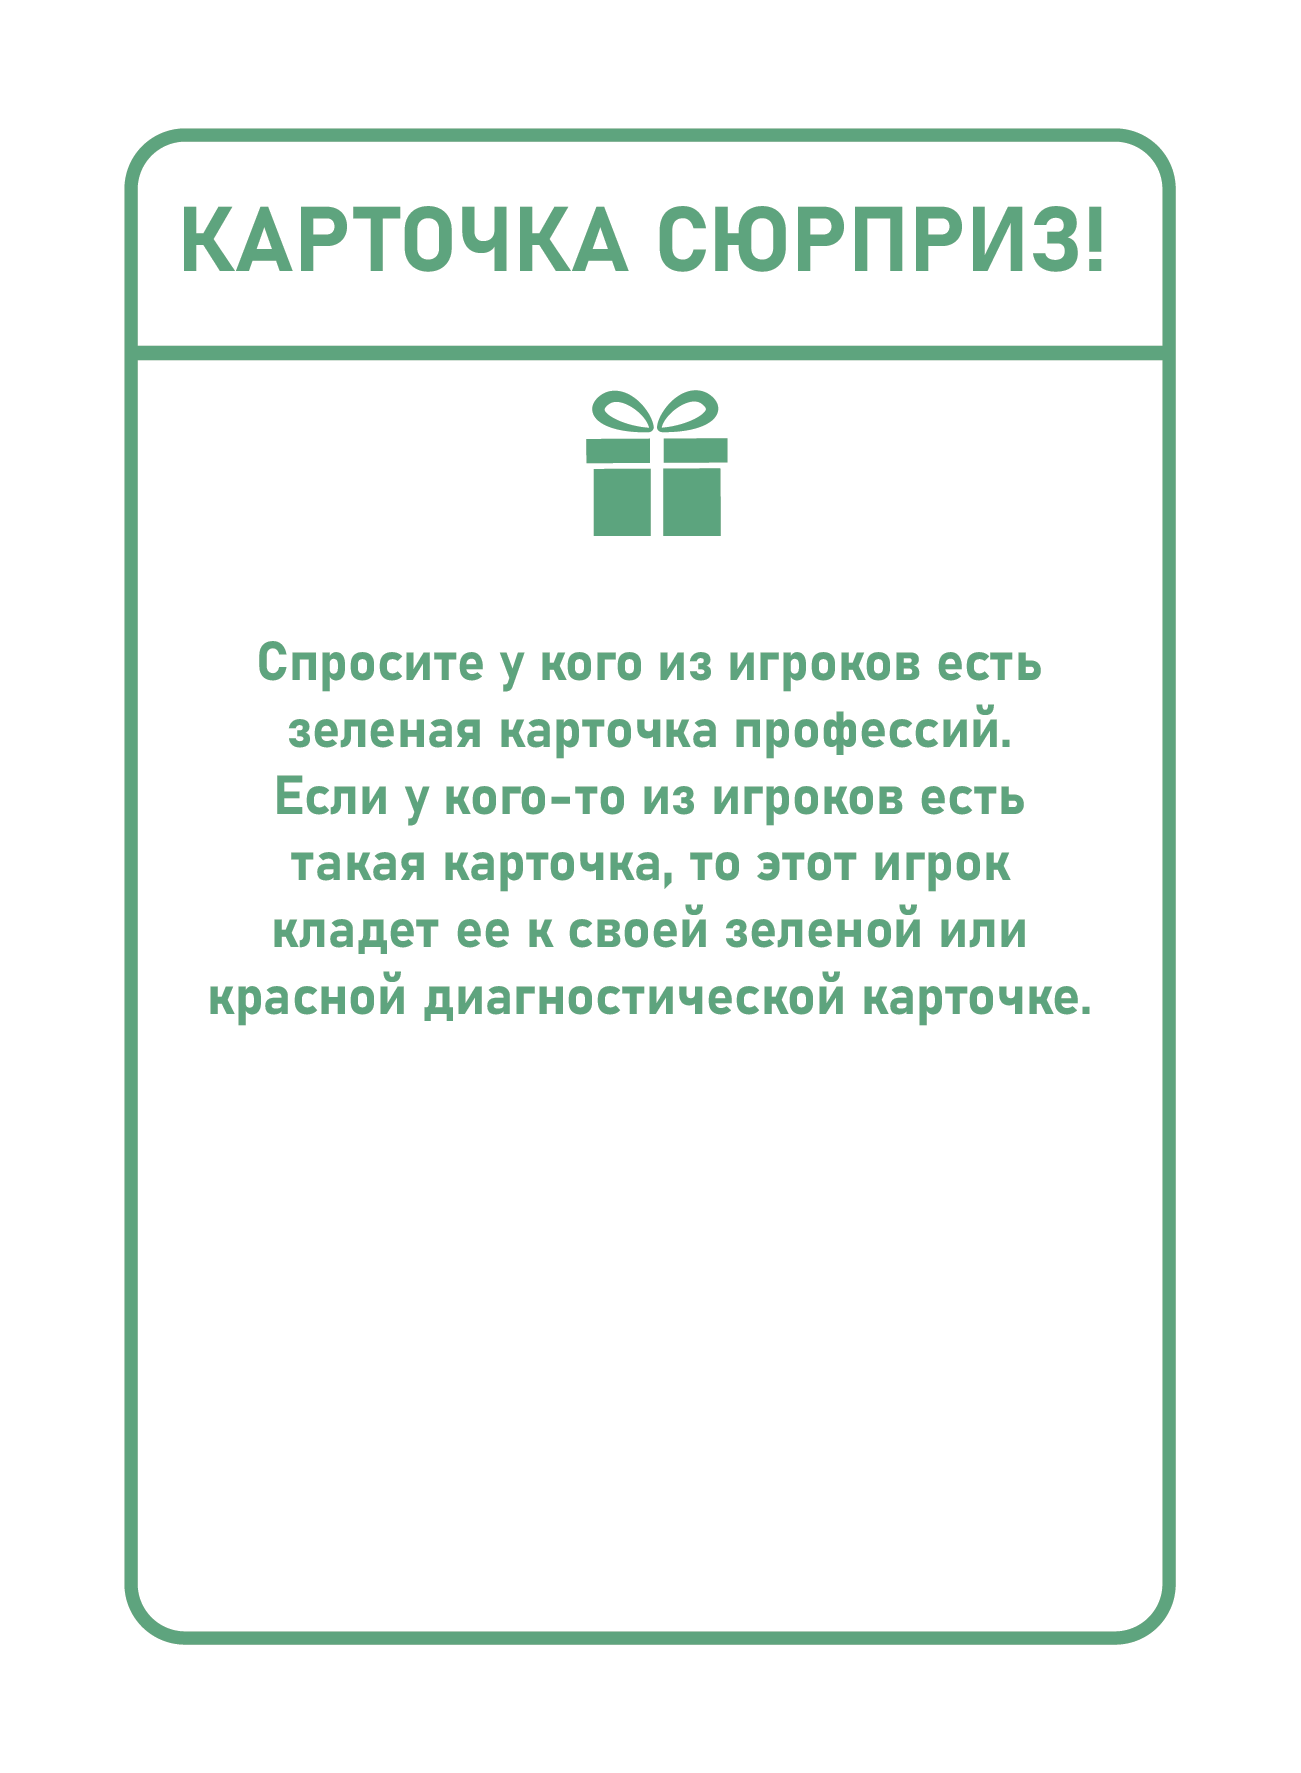 КАРТОЧКА СЮРПРИЗ!
Спросите у кого из игроков есть
зеленая карточка профессий.
Если у кого-то из игроков есть
такая карточка, то этот игрок
кладет ее к своей зеленой или
красной диагностической карточке.